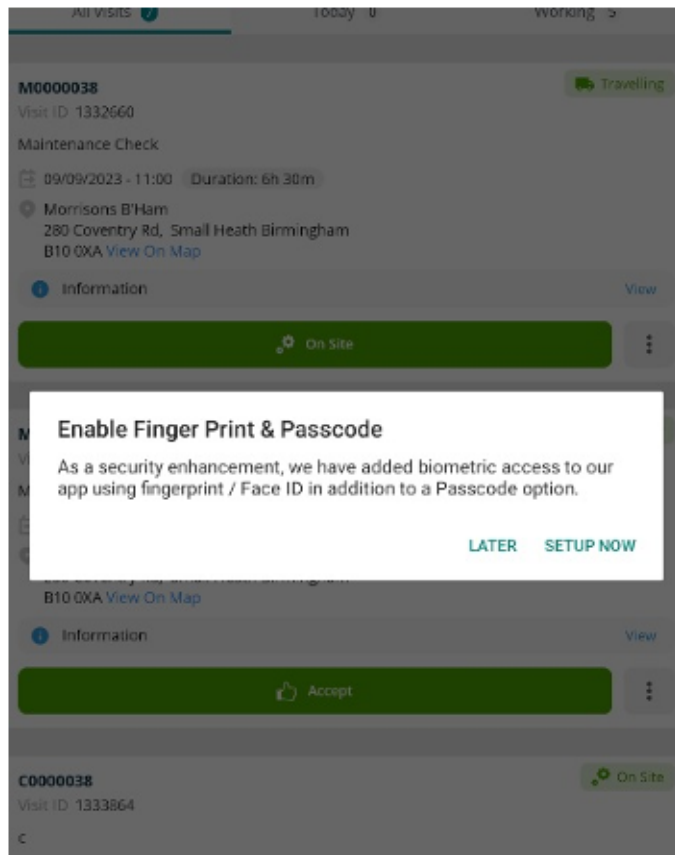 All Visits 7 Today 0 Working 5
M0000038 Travelling
Visit ID 1332660
Maintenance Check
09/09/2023 - 11:00 Duration: 6h 30m
Morrisons B'Ham
280 Coventry Rd, Small Heath Birmingham
B10 0XA View On Map
Information View
On Site
Enable Finger Print & Passcode
As a security enhancement, we have added biometric access to our
app using fingerprint / Face ID in addition to a Passcode option.
LATER SETUP NOW
B10 0XA View On Map
Information View
Accept
C0000038 On Site
Visit ID 1333864
c